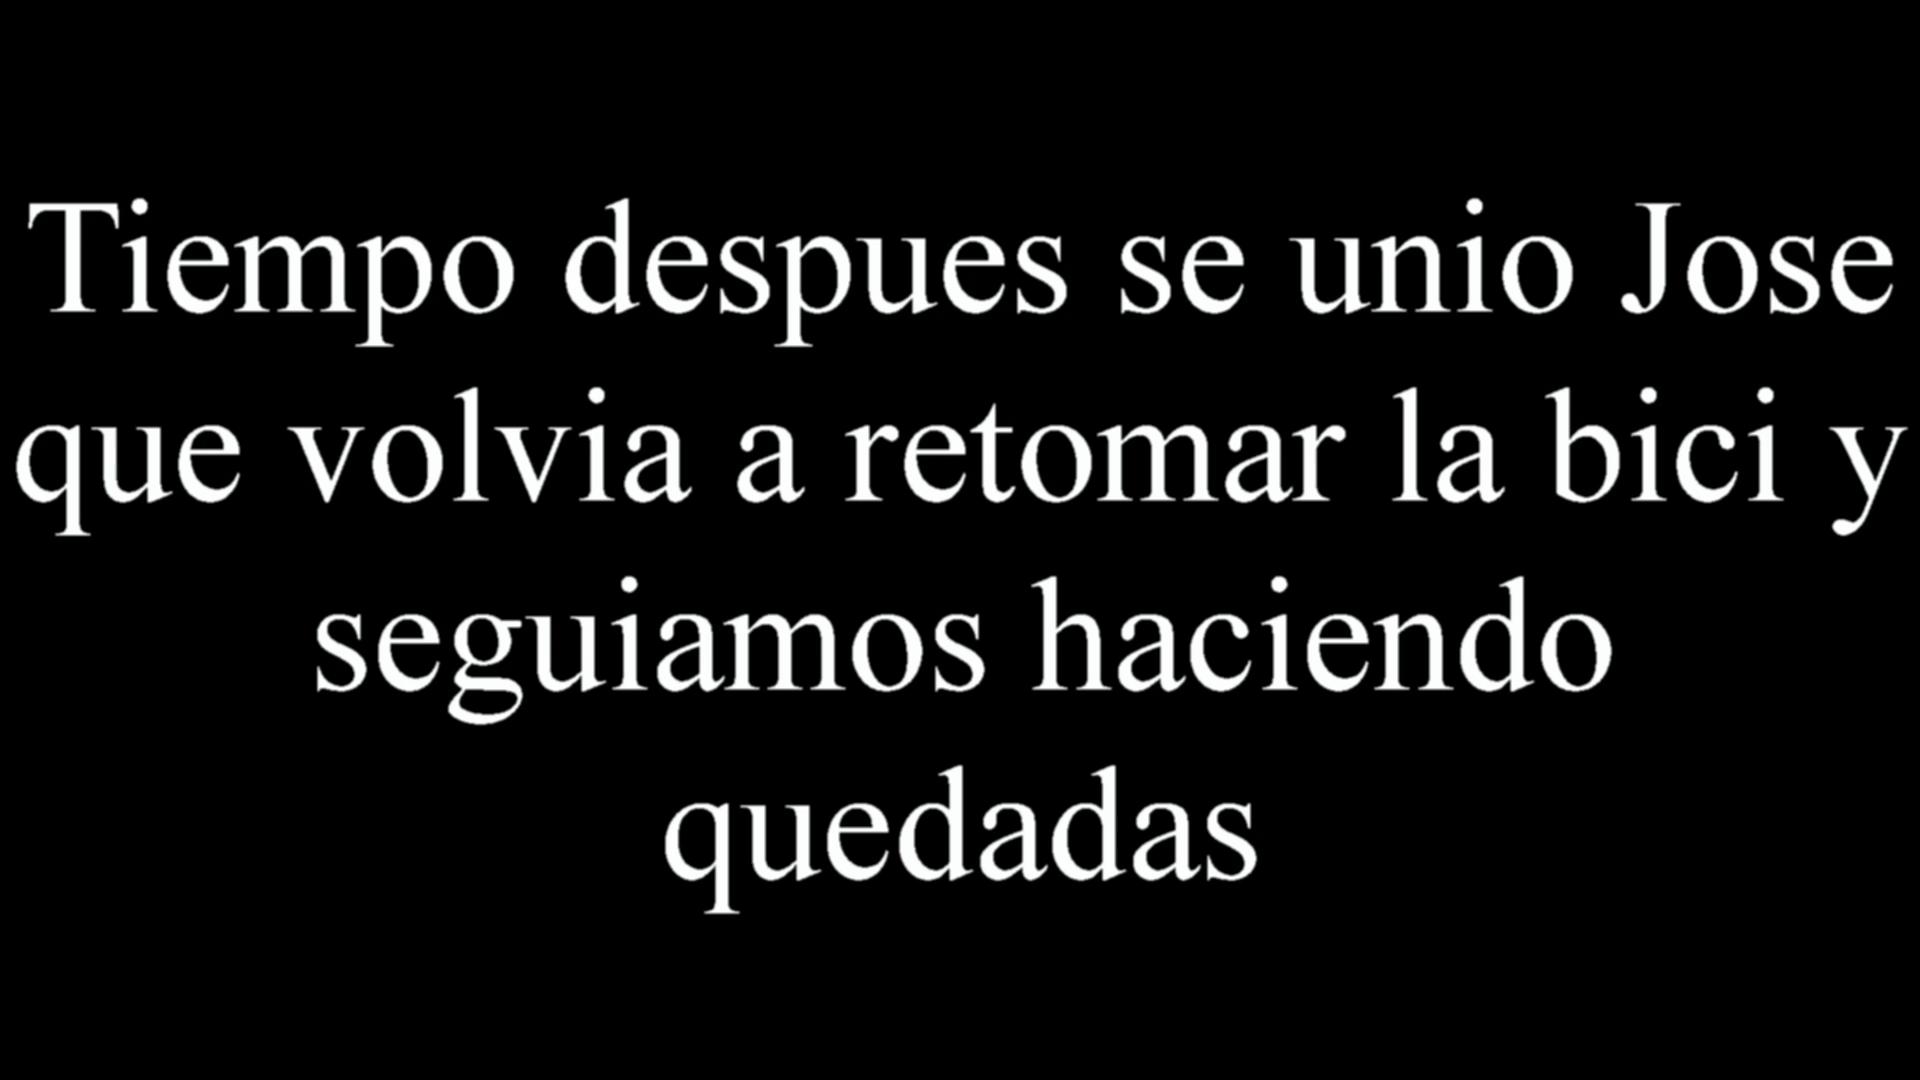 Tiempo despues se unio Jose
que volvia a retomar la bici y
seguiamos haciendo
quedadas